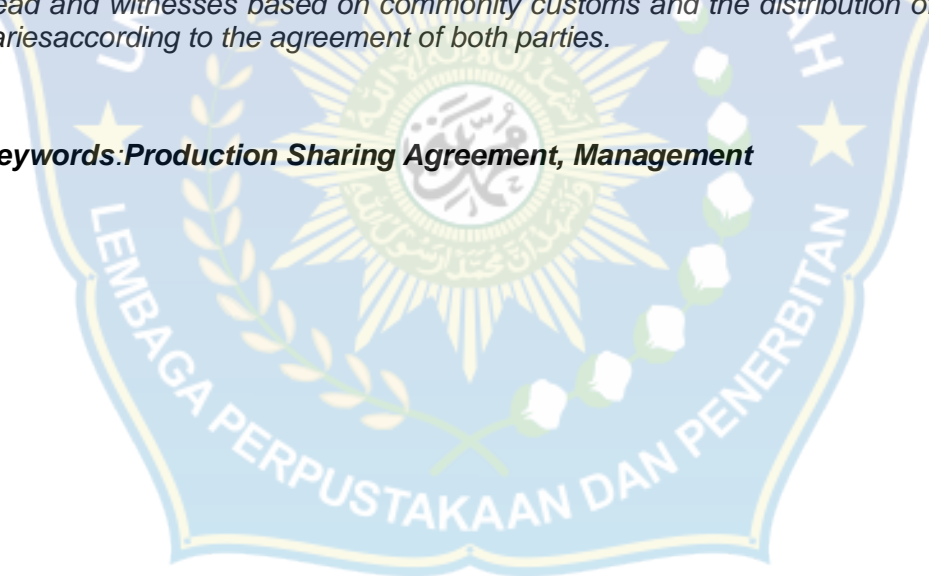 ead and witnesses based on community customs and the distribution of
ariesaccording to the agreement of both parties.
eywords:Production Sharing Agreement, Management
LEMBAGA PERPUSTAKAAN DAN PENERBITAN